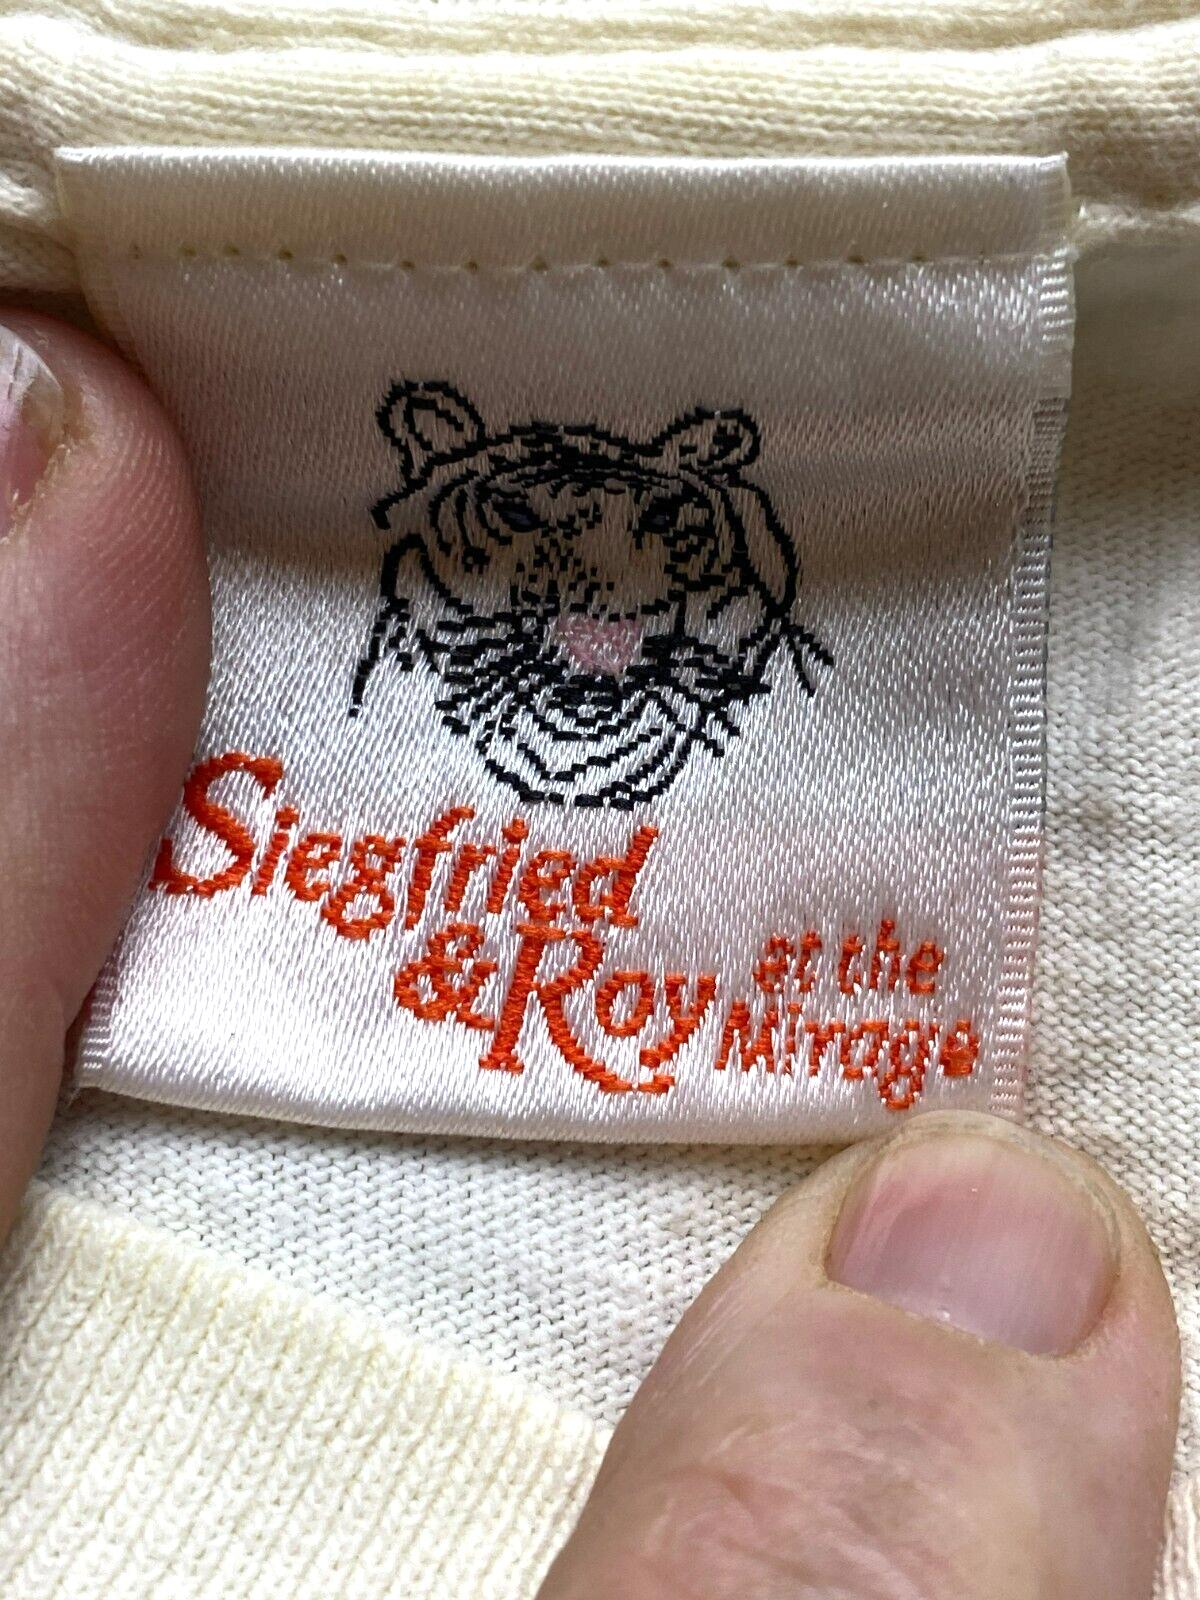 Siegfried
& Roy at the
Mirage